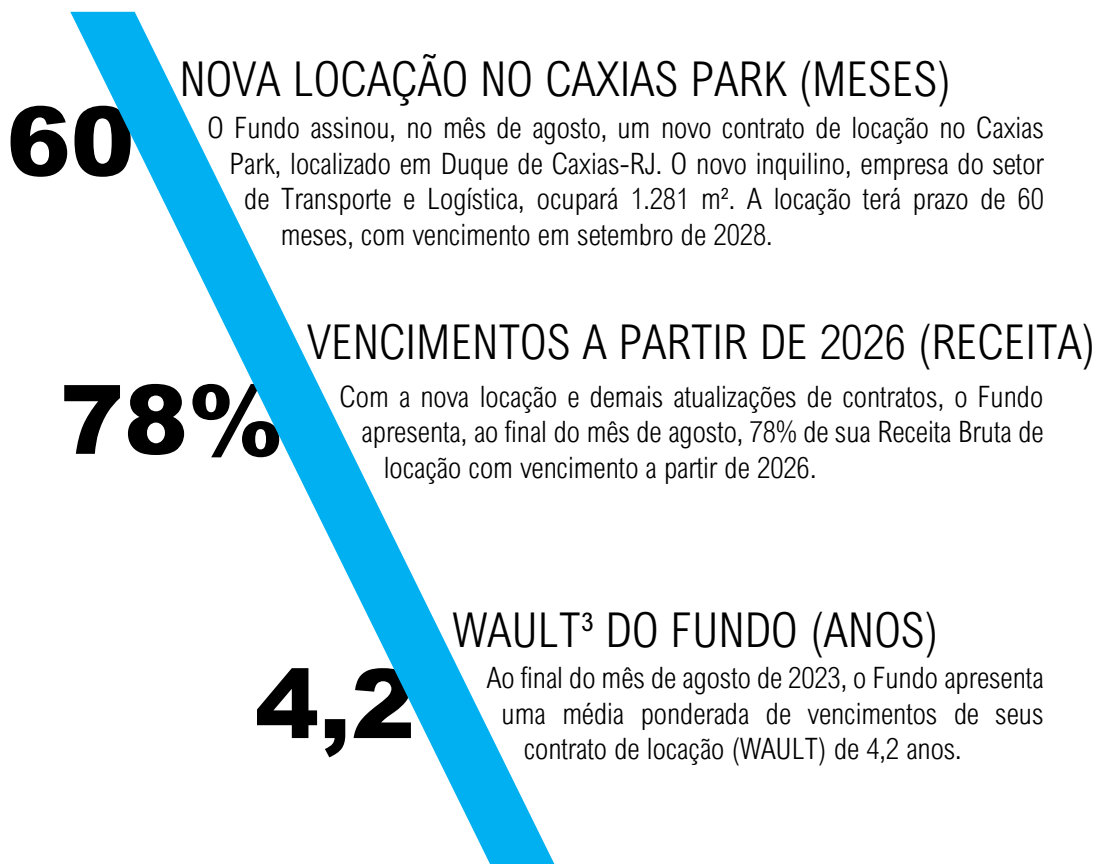 NOVA LOCAÇÃO NO CAXIAS PARK (MESES)
60
O Fundo assinou, no mês de agosto, um novo contrato de locação no Caxias
Park, localizado em Duque de Caxias-RJ. O novo inquilino, empresa do setor
de Transporte e Logística, ocupará 1.281 m². A locação terá prazo de 60
meses, com vencimento em setembro de 2028.
VENCIMENTOS A PARTIR DE 2026 (RECEITA)
78%
Com a nova locação e demais atualizações de contratos, o Fundo
apresenta, ao final do mês de agosto, 78% de sua Receita Bruta de
locação com vencimento a partir de 2026.
WAULT³ DO FUNDO (ANOS)
4,2
Ao final do mês de agosto de 2023, o Fundo apresenta
uma média ponderada de vencimentos de seus
contrato de locação (WAULT) de 4,2 anos.